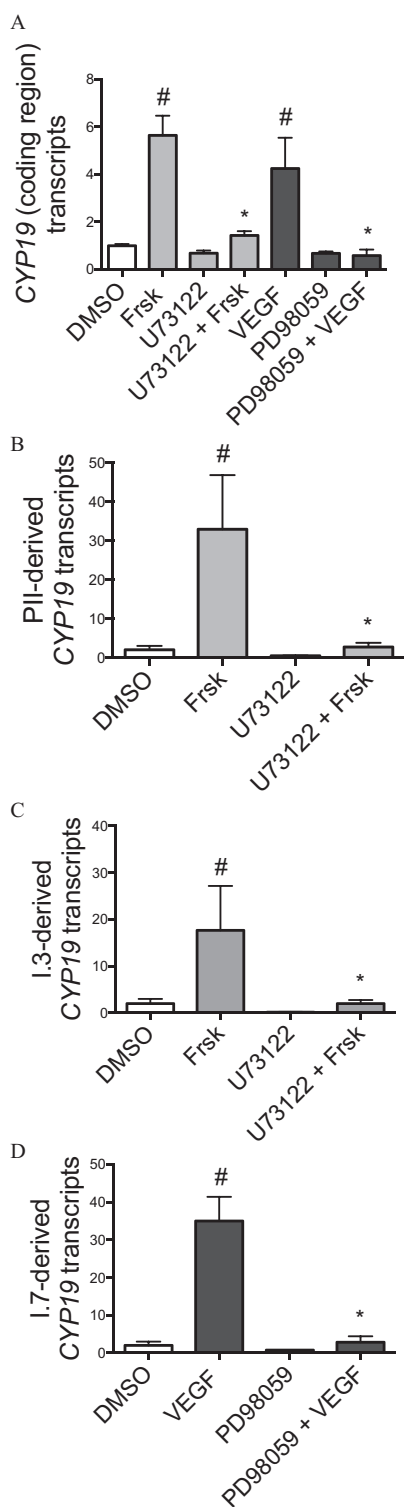 A
CYP19 (coding region)
transcripts
8
6
4
2
0
#
*
#
*
DMSO
Frsk
U73122
U73122 + Frsk
VEGF
PD98059
PD98059 + VEGF
B
PII-derived
CYP19 transcripts
50
40
30
20
10
0
#
*
DMSO
Frsk
U73122
U73122 + Frsk
C
I.3-derived
CYP19 transcripts
40
30
20
10
0
#
*
DMSO
Frsk
U73122
U73122 + Frsk
D
I.7-derived
CYP19 transcripts
50
40
30
20
10
0
#
*
DMSO
VEGF
PD98059
PD98059 + VEGF